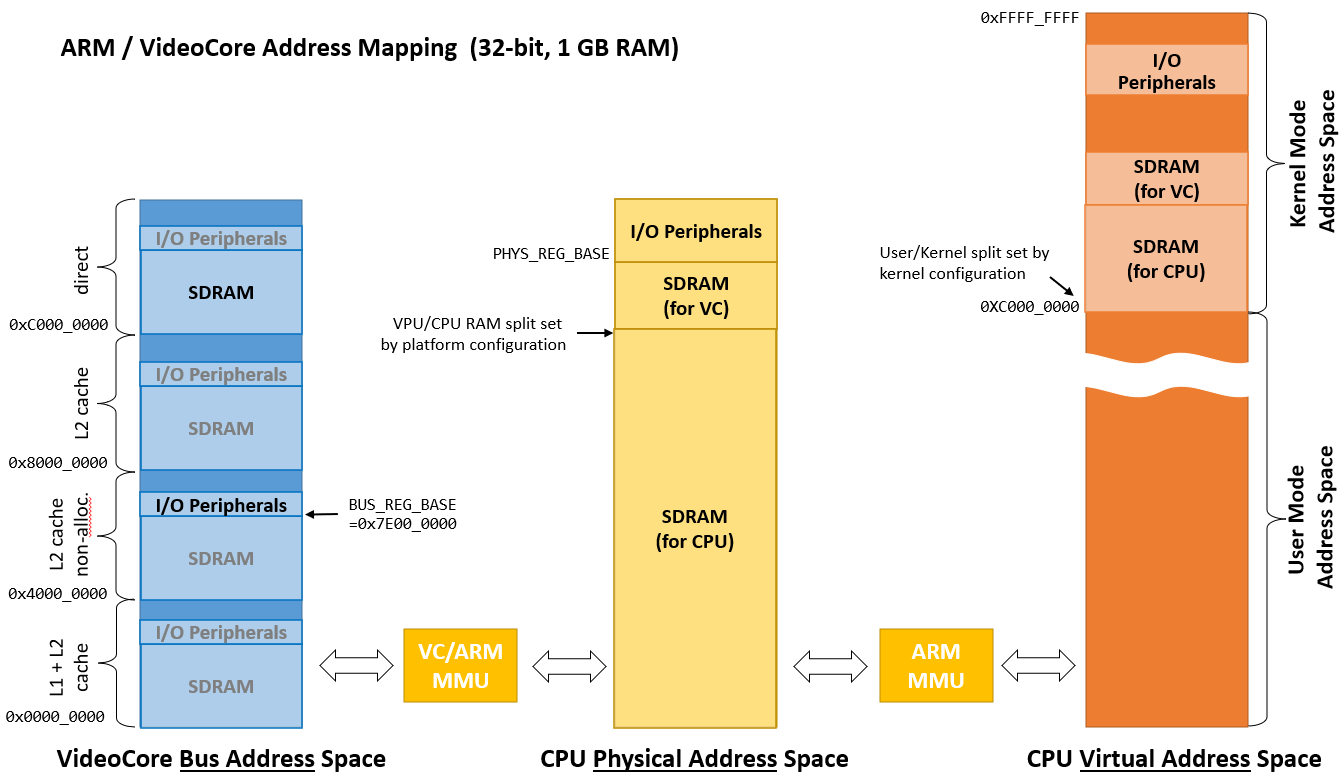 ARM / VideoCore Address Mapping (32-bit, 1 GB RAM)
direct
0xC000_0000
L2 cache
0x8000_0000
L2 cache
non-alloc.
0x4000_0000
L1 + L2
cache
0x0000_0000
I/O Peripherals
SDRAM
I/O Peripherals
SDRAM
I/O Peripherals
SDRAM
I/O Peripherals
SDRAM
BUS_REG_BASE
=0x7E00_0000
VideoCore Bus Address Space
VC/ARM
MMU
PHYS_REG_BASE
VPU/CPU RAM split set
by platform configuration
I/O Peripherals
SDRAM
(for VC)
SDRAM
(for CPU)
CPU Physical Address Space
ARM
MMU
0xFFFF_FFFF
User/Kernel split set by
kernel configuration
0XC000_0000
I/O
Peripherals
SDRAM
(for VC)
SDRAM
(for CPU)
Kernel Mode
Address Space
User Mode
Address Space
CPU Virtual Address Space